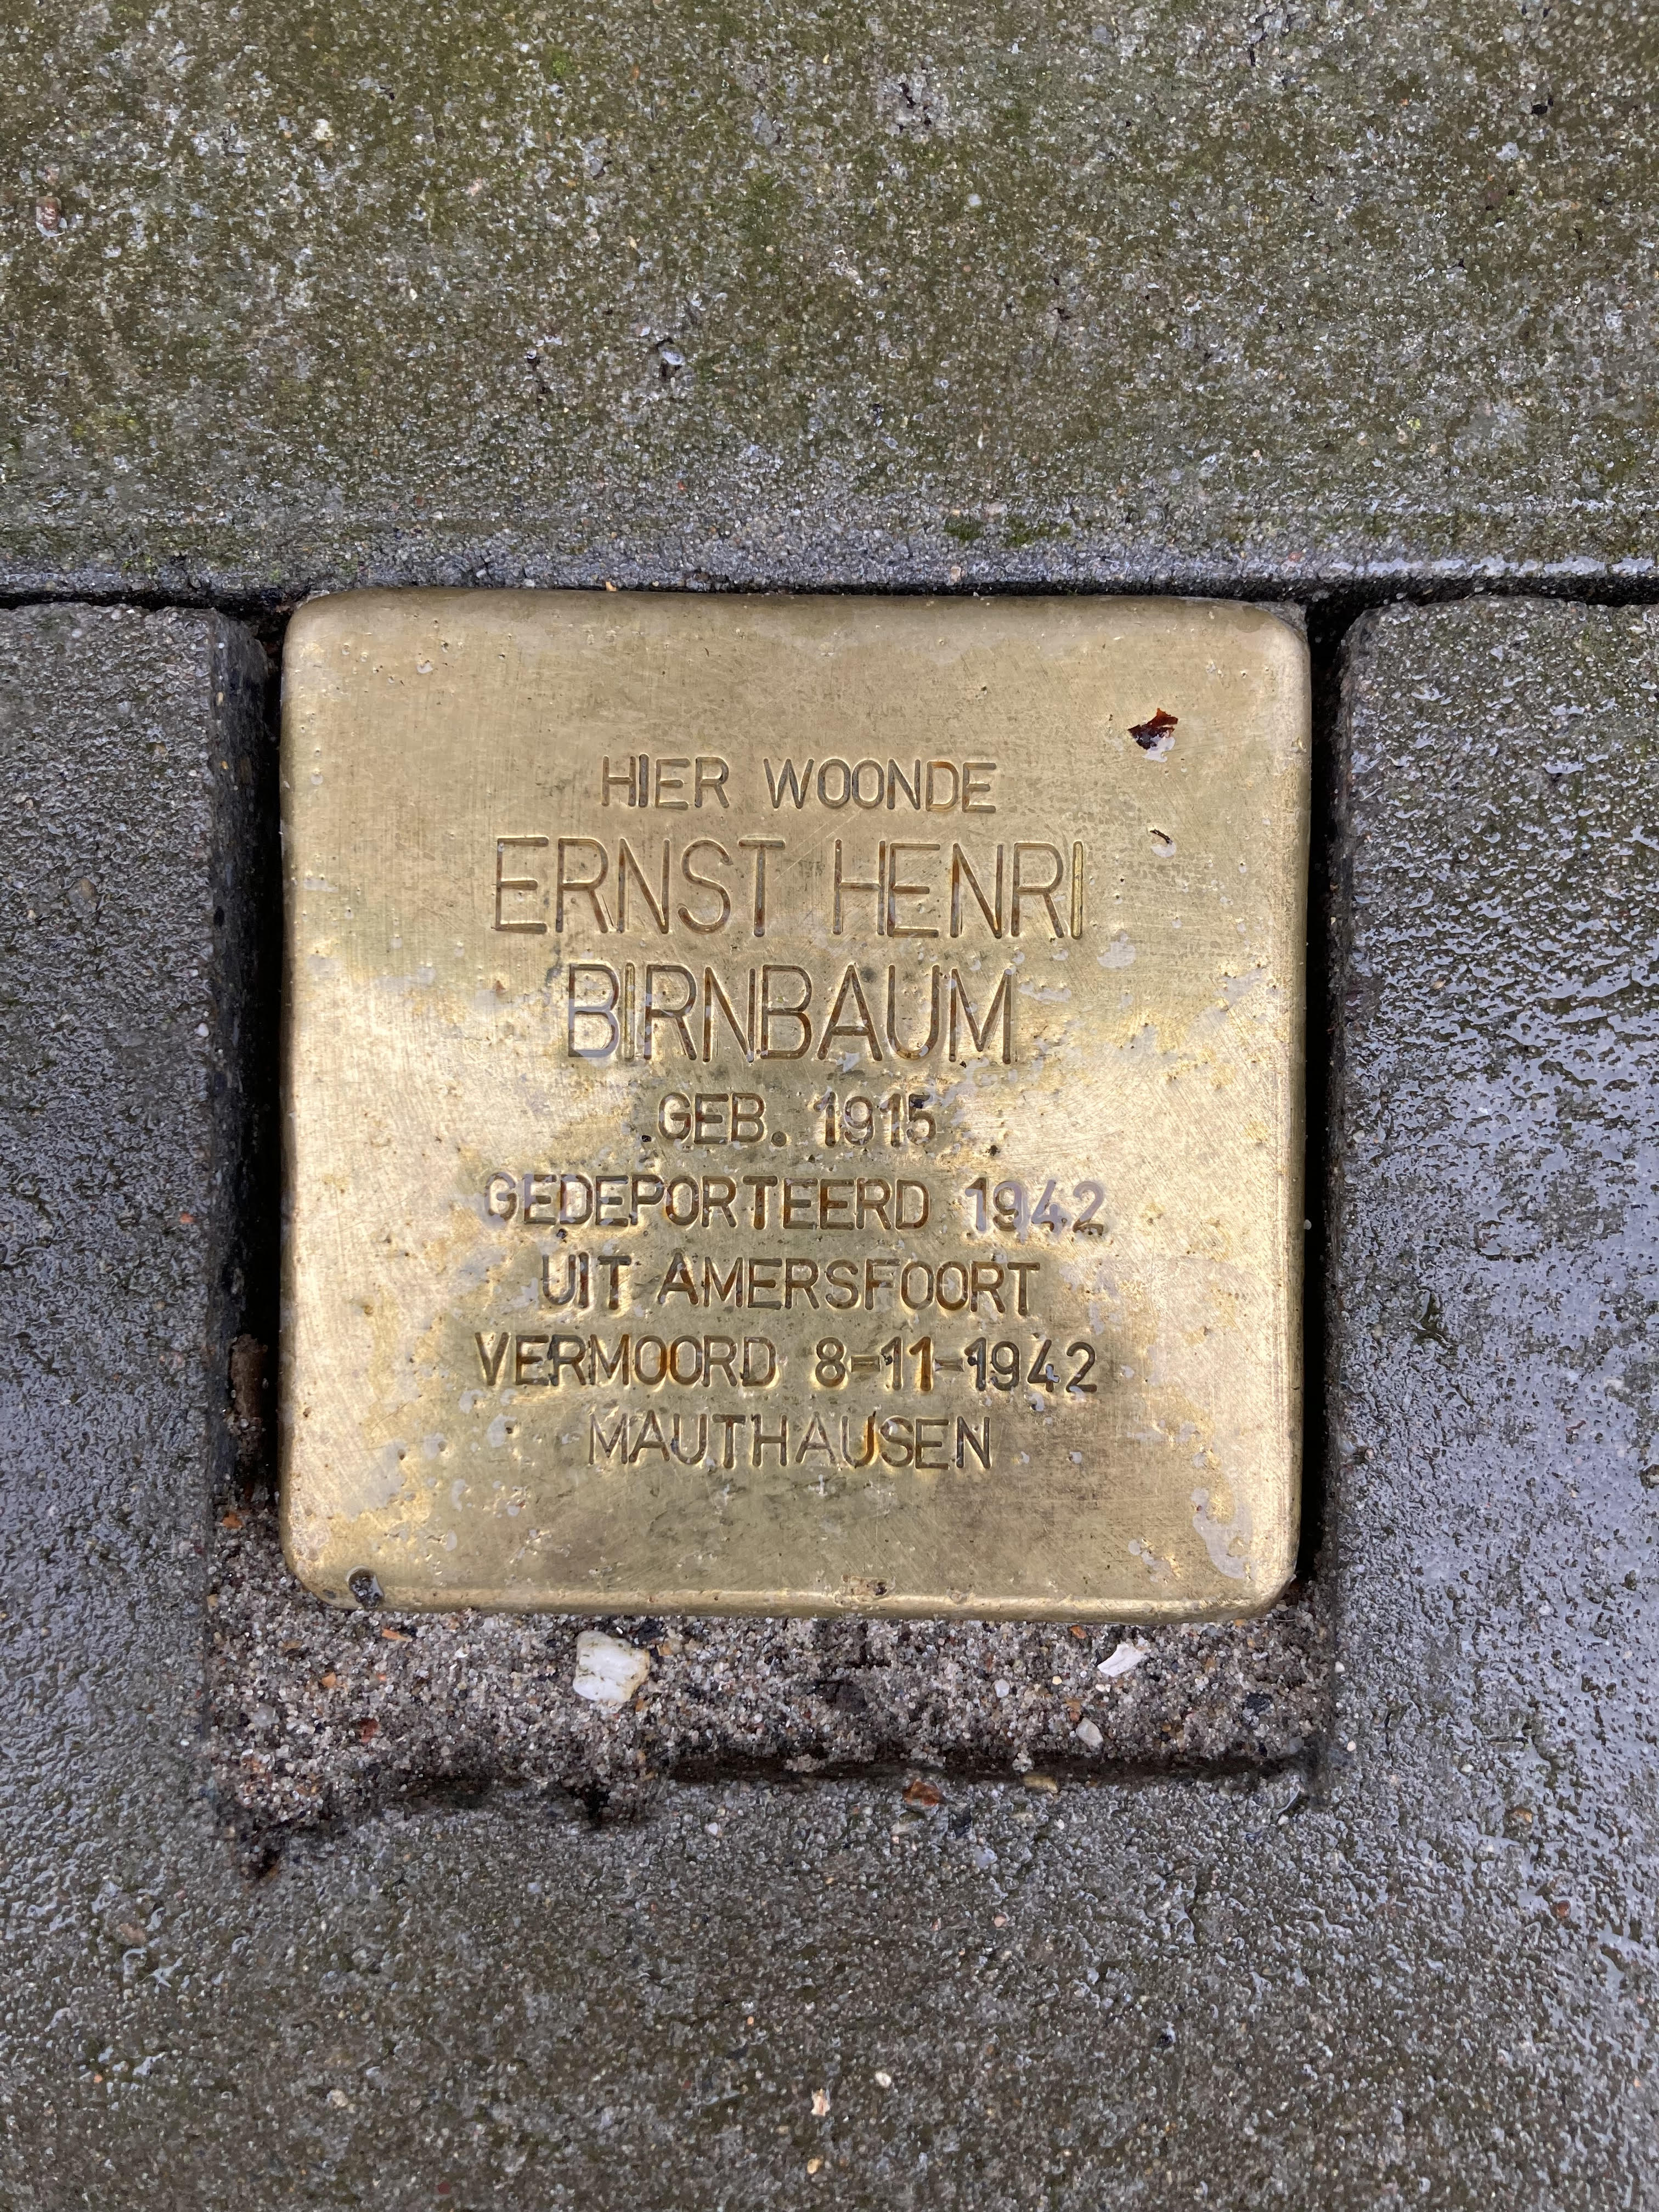 HIER WOONDE
ERNST HENRI
BIRNBAUM
GEB. 1915
GEDEPORTEERD 1942
UIT AMERSFOORT
VERMOORD 8-11-1942
MAUTHAUSEN